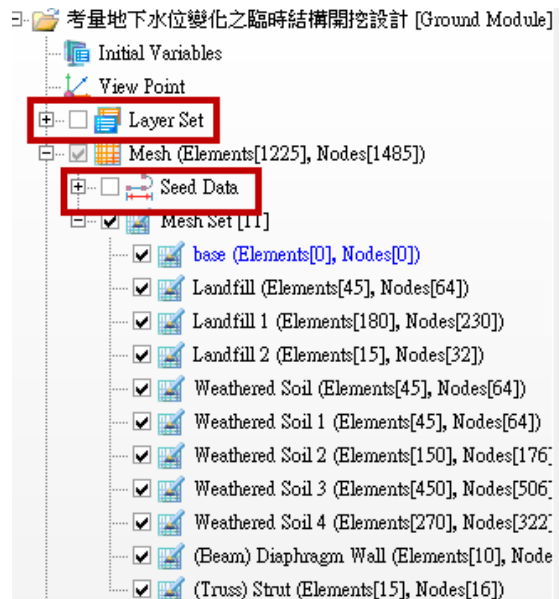 考量地下水位變化之臨時結構開挖設計 [Ground Module]
Initial Variables
View Point
Layer Set
Mesh (Elements[1225], Nodes[1485])
Seed Data
Mesh Set [11]
base (Elements[0], Nodes[0])
Landfill (Elements[45], Nodes[64])
Landfill 1 (Elements[180], Nodes[230])
Landfill 2 (Elements[15], Nodes[32])
Weathered Soil (Elements[45], Nodes[64])
Weathered Soil 1 (Elements[45], Nodes[64])
Weathered Soil 2 (Elements[150], Nodes[176]
Weathered Soil 3 (Elements[450], Nodes[506]
Weathered Soil 4 (Elements[270], Nodes[322]
(Beam) Diaphragm Wall (Elements[10], Node
(Truss) Strut (Elements[15], Nodes[16])